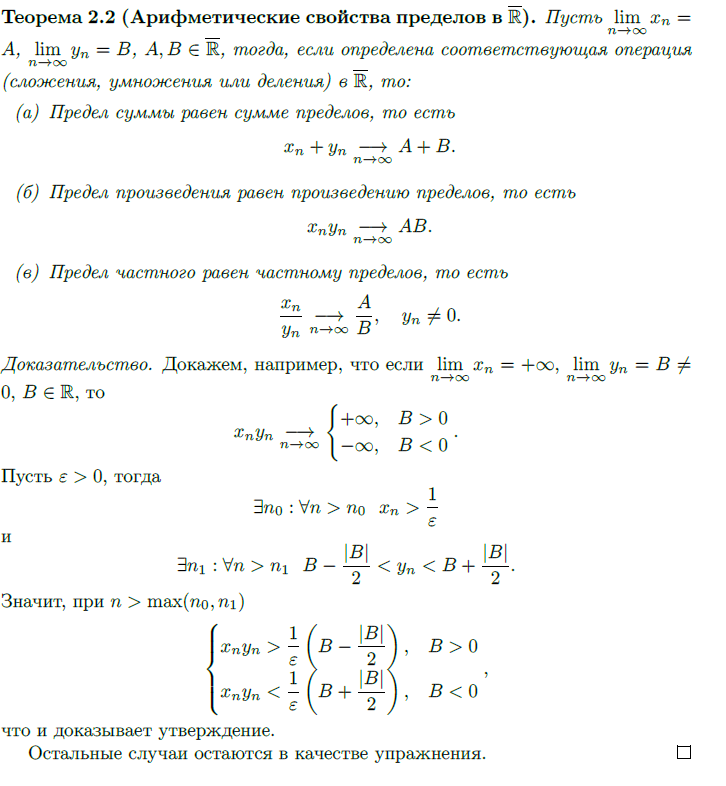 Теорема 2.2 (Арифметические свойства пределов в $\overline{\mathbb{R}}$). Пусть $\lim\limits_{n\to\infty} x_n =$
$A$, $\lim\limits_{n\to\infty} y_n = B$, $A, B \in \overline{\mathbb{R}}$, тогда, если определена соответствующая операция
(сложения, умножения или деления) в $\overline{\mathbb{R}}$, то:
(а) Предел суммы равен сумме пределов, то есть
$x_n + y_n \underset{n\to\infty}{\longrightarrow} A + B.$
(б) Предел произведения равен произведению пределов, то есть
$x_n y_n \underset{n\to\infty}{\longrightarrow} AB.$
(в) Предел частного равен частному пределов, то есть
$\dfrac{x_n}{y_n} \underset{n\to\infty}{\longrightarrow} \dfrac{A}{B}, \quad y_n \neq 0.$
Доказательство. Докажем, например, что если $\lim\limits_{n\to\infty} x_n = +\infty$, $\lim\limits_{n\to\infty} y_n = B \neq$
$0$, $B \in \mathbb{R}$, то
$x_n y_n \underset{n\to\infty}{\longrightarrow} \begin{cases} +\infty, & B > 0 \\ -\infty, & B < 0 \end{cases}.$
Пусть $\varepsilon > 0$, тогда
$\exists n_0 : \forall n > n_0 \ \ x_n > \dfrac{1}{\varepsilon}$
и
$\exists n_1 : \forall n > n_1 \ \ B - \dfrac{|B|}{2} < y_n < B + \dfrac{|B|}{2}.$
Значит, при $n > \max(n_0, n_1)$
$\begin{cases} x_n y_n > \dfrac{1}{\varepsilon}\left(B - \dfrac{|B|}{2}\right), & B > 0 \\ x_n y_n < \dfrac{1}{\varepsilon}\left(B + \dfrac{|B|}{2}\right), & B < 0 \end{cases},$
что и доказывает утверждение.
Остальные случаи остаются в качестве упражнения. □